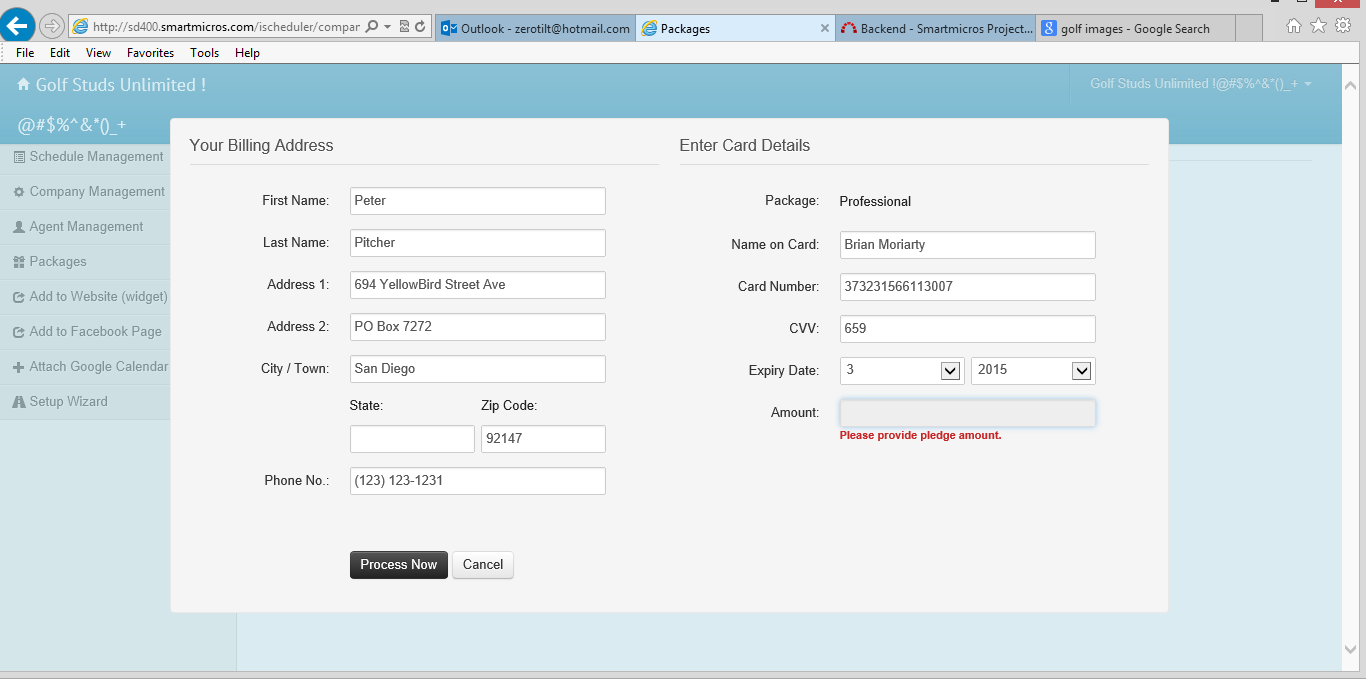 http://sd400.smartmicros.com/ischeduler/compar
Outlook - zerotilt@hotmail.com
Packages
Backend - Smartmicros Project...
golf images - Google Search
File Edit View Favorites Tools Help
Golf Studs Unlimited !
@#$%^&*()_+
Golf Studs Unlimited !@#$%^&*()_+
Schedule Management
Company Management
Agent Management
Packages
Add to Website (widget)
Add to Facebook Page
Attach Google Calendar
Setup Wizard
Your Billing Address
First Name: Peter
Last Name: Pitcher
Address 1: 694 YellowBird Street Ave
Address 2: PO Box 7272
City / Town: San Diego
State: Zip Code:
92147
Phone No.: (123) 123-1231
Process Now Cancel
Enter Card Details
Package: Professional
Name on Card: Brian Moriarty
Card Number: 373231566113007
CVV: 659
Expiry Date: 3 2015
Amount:
Please provide pledge amount.